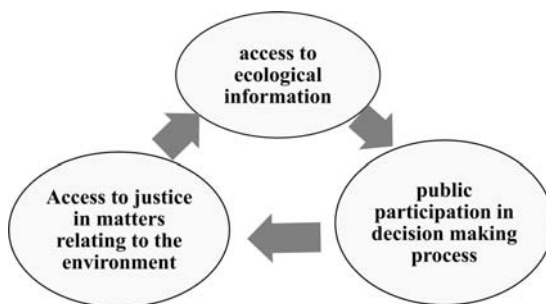 access to
ecological
information
public
participation in
decision making
process
Access to justice
in matters
relating to the
environment